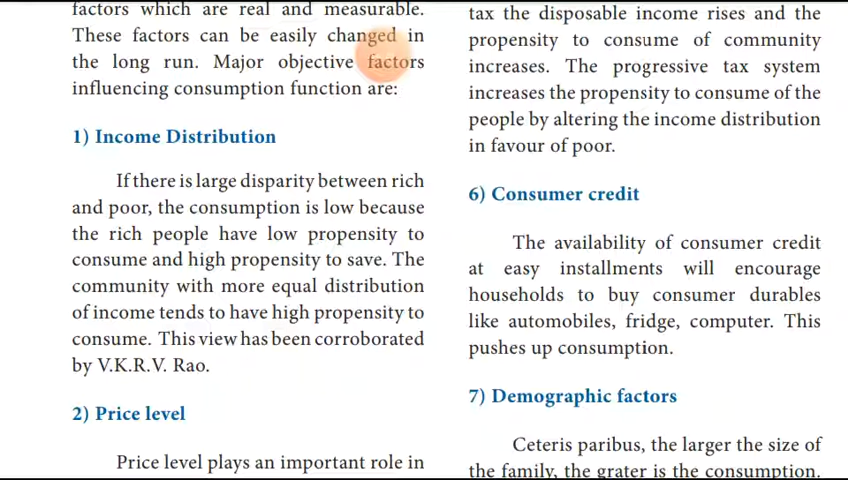 factors which are real and measurable.
These factors can be easily changed in
the long run. Major objective factors
influencing consumption function are:
1) Income Distribution
If there is large disparity between rich
and poor, the consumption is low because
the rich people have low propensity to
consume and high propensity to save. The
community with more equal distribution
of income tends to have high propensity to
consume. This view has been corroborated
by V.K.R.V. Rao.
2) Price level
Price level plays an important role in
tax the disposable income rises and the
propensity to consume of community
increases. The progressive tax system
increases the propensity to consume of the
people by altering the income distribution
in favour of poor.
6) Consumer credit
The availability of consumer credit
at easy installments will encourage
households to buy consumer durables
like automobiles, fridge, computer. This
pushes up consumption.
7) Demographic factors
Ceteris paribus, the larger the size of
the family, the grater is the consumption.